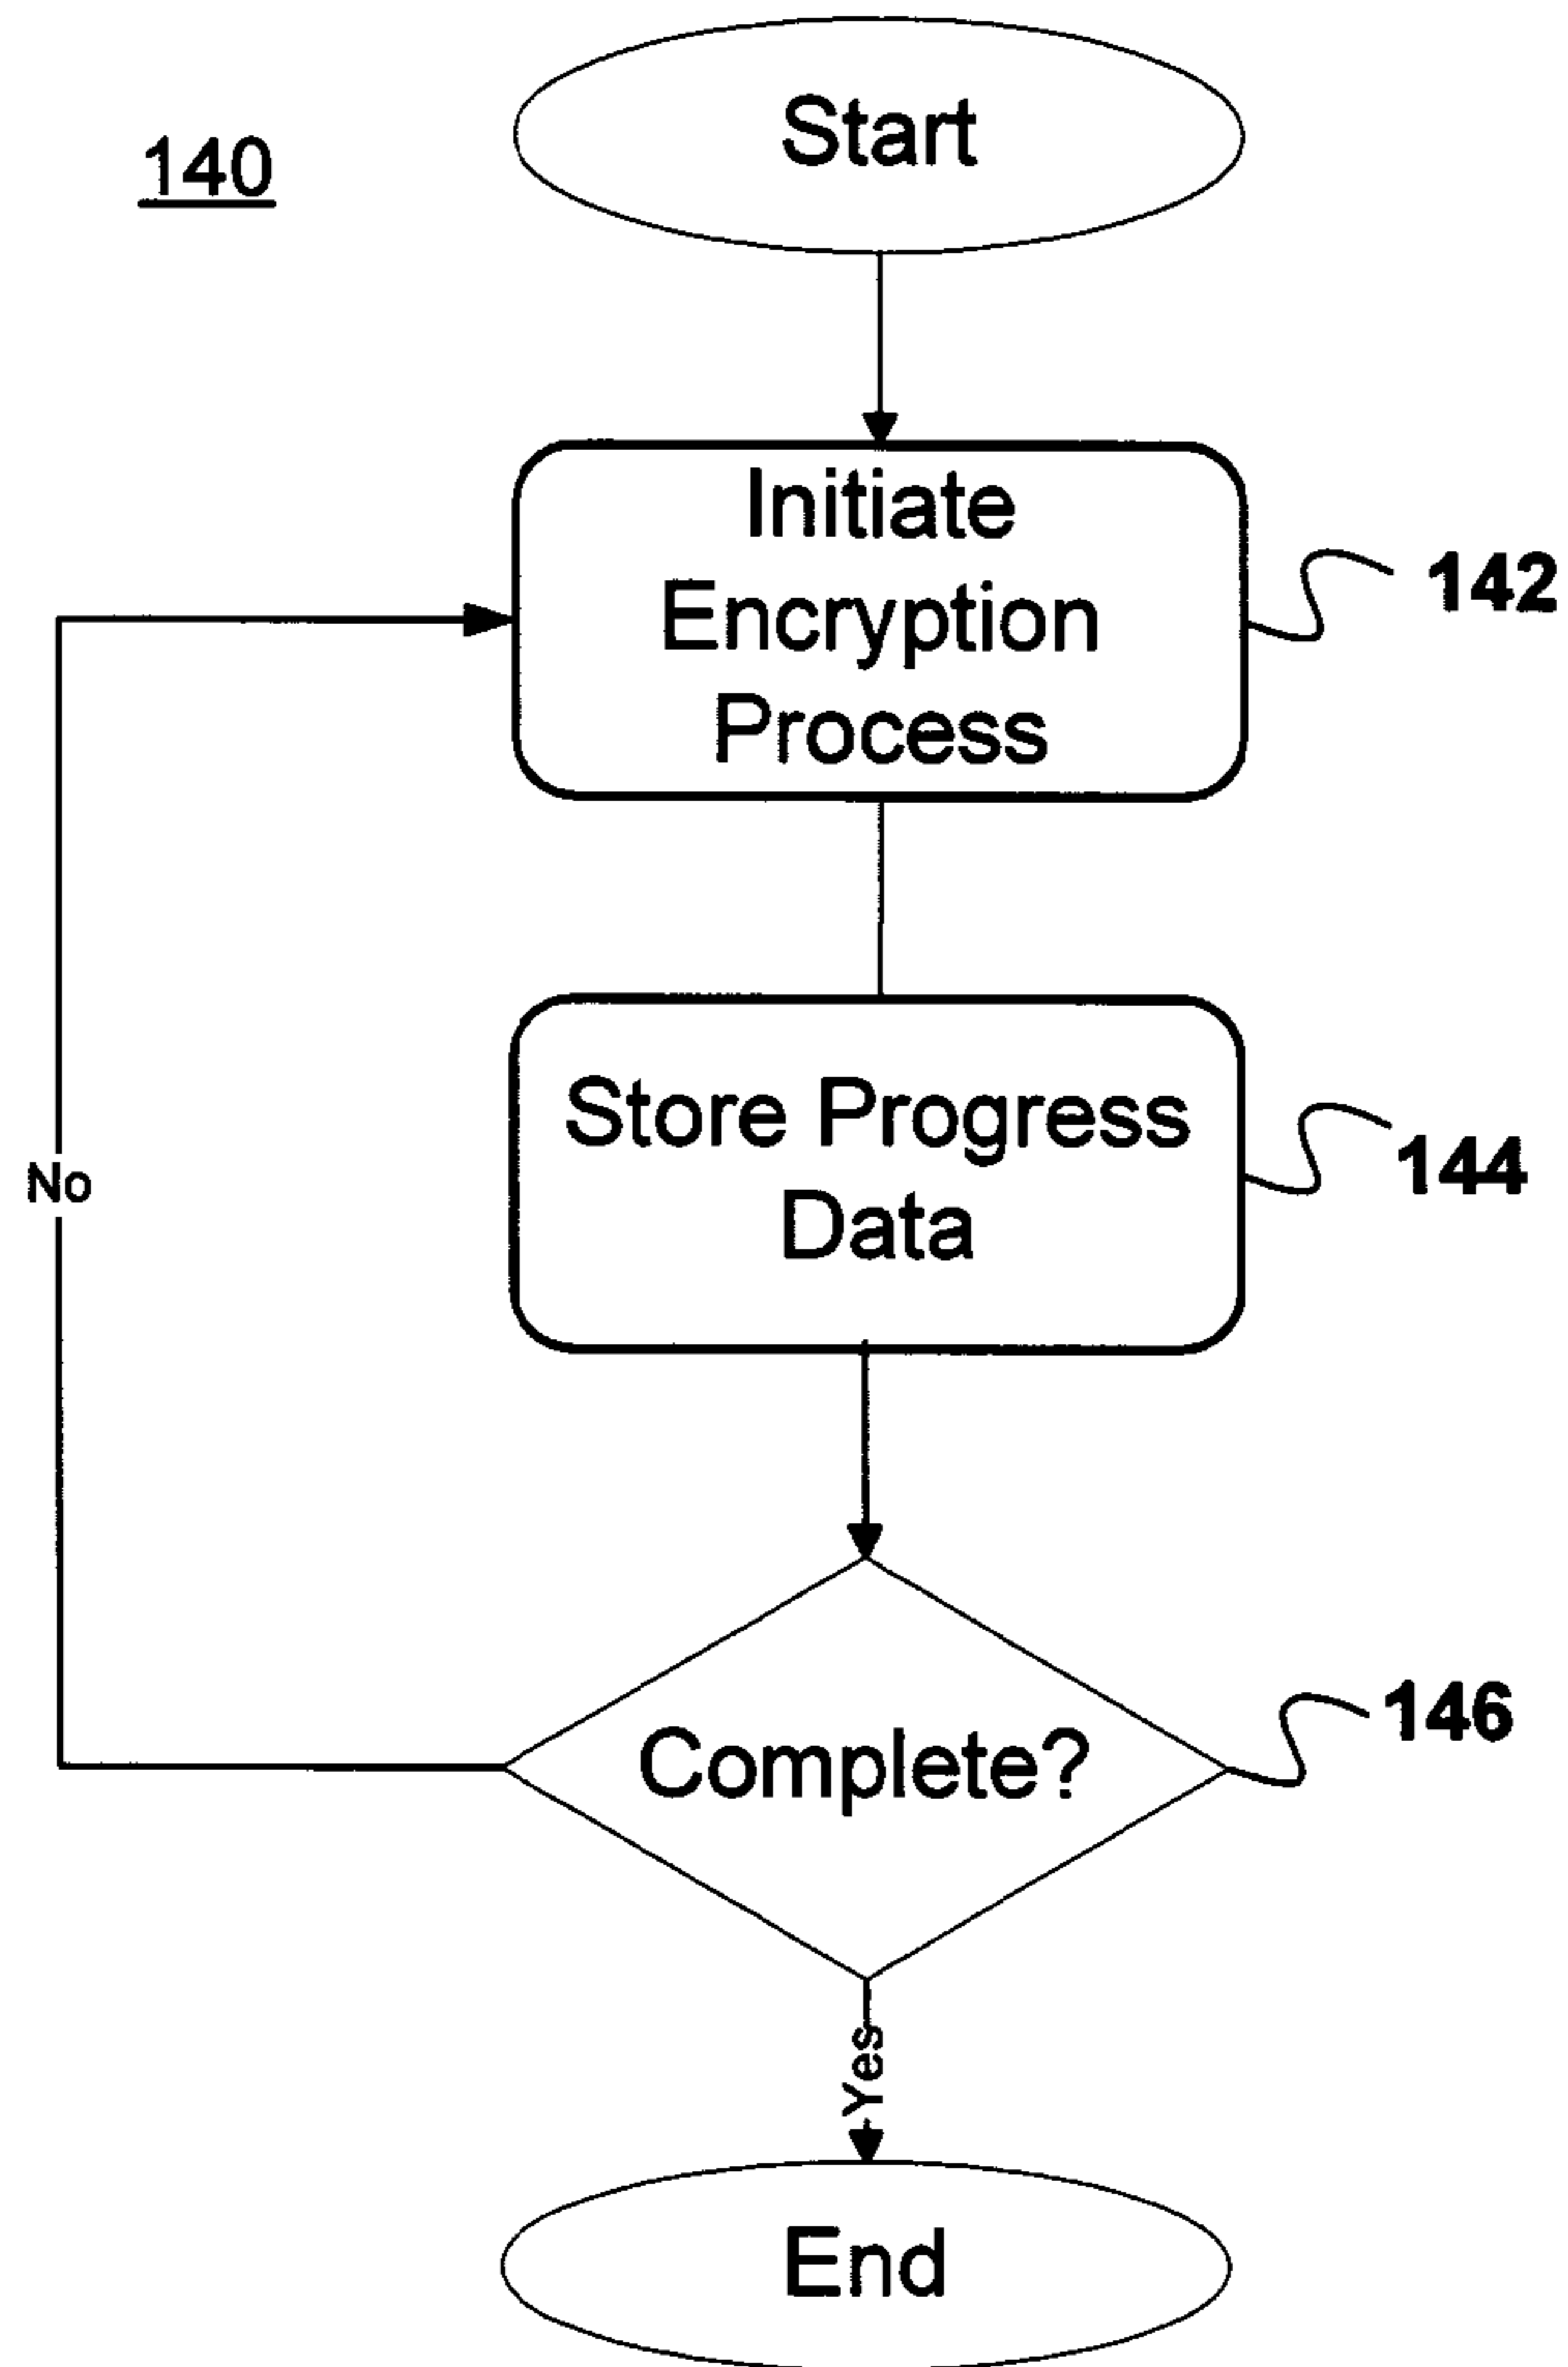 140
Start
Initiate
Encryption
Process
142
Store Progress
Data
144
No
Complete?
146
Yes
End